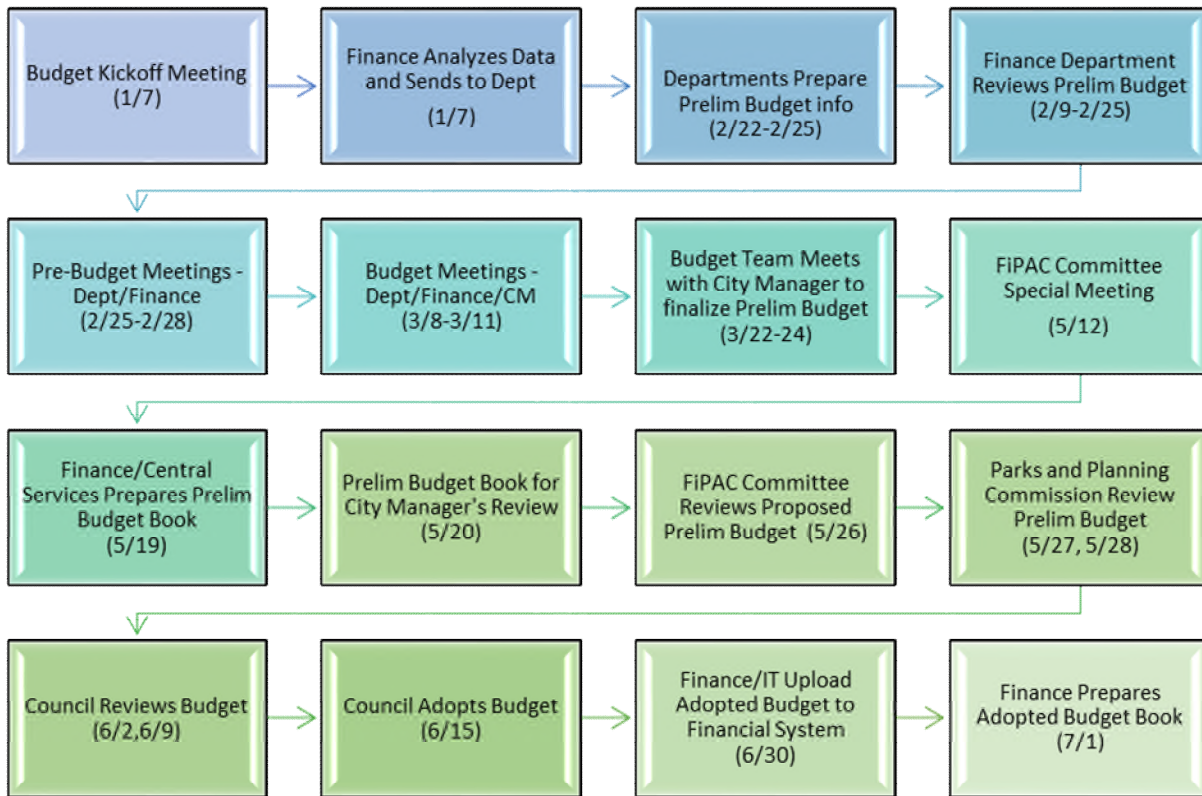 Budget Kickoff Meeting
(1/7)
Finance Analyzes Data
and Sends to Dept
(1/7)
Departments Prepare
Prelim Budget info
(2/22-2/25)
Finance Department
Reviews Prelim Budget
(2/9-2/25)
Pre-Budget Meetings -
Dept/Finance
(2/25-2/28)
Budget Meetings -
Dept/Finance/CM
(3/8-3/11)
Budget Team Meets
with City Manager to
finalize Prelim Budget
(3/22-24)
FiPAC Committee
Special Meeting
(5/12)
Finance/Central
Services Prepares Prelim
Budget Book
(5/19)
Prelim Budget Book for
City Manager's Review
(5/20)
FiPAC Committee
Reviews Proposed
Prelim Budget (5/26)
Parks and Planning
Commission Review
Prelim Budget
(5/27, 5/28)
Council Reviews Budget
(6/2,6/9)
Council Adopts Budget
(6/15)
Finance/IT Upload
Adopted Budget to
Financial System
(6/30)
Finance Prepares
Adopted Budget Book
(7/1)